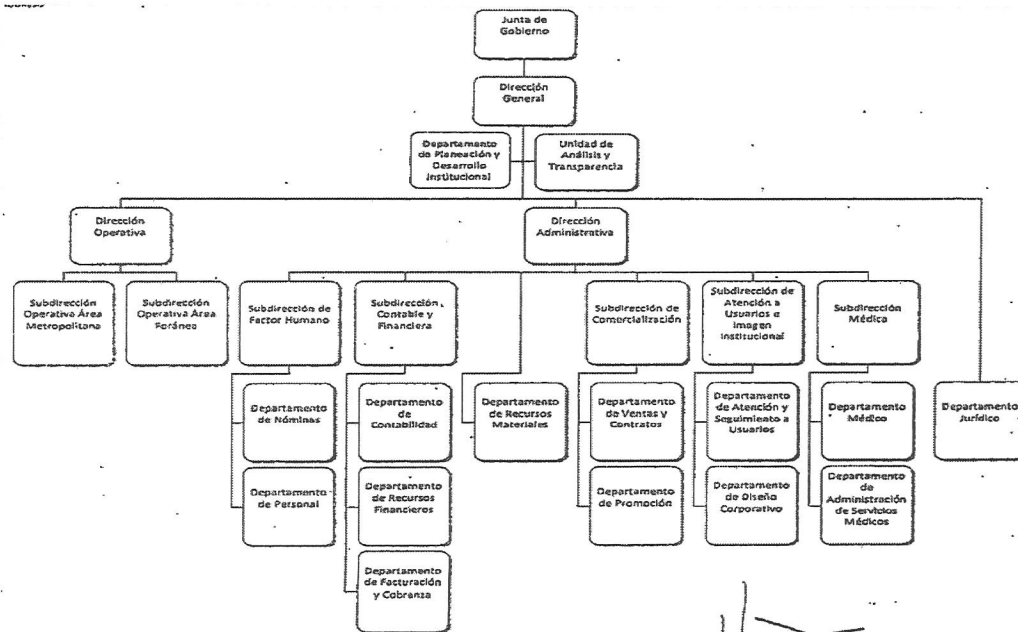 Junta de
Gobierno
Dirección
General
Departamento
de Planeación y
Desarrollo
Institucional
Unidad de
Análisis y
Transparencia
Dirección
Operativa
Dirección
Administrativa
Subdirección
Operativa Área
Metropolitana
Subdirección
Operativa Área
Foránea
Subdirección de
Factor Humano
Subdirección
Contable y
Financiera
Subdirección de
Comercialización
Subdirección de
Atención a
Usuarios e
Imagen
Institucional
Subdirección
Médica
Departamento
de Nóminas
Departamento
de
Contabilidad
Departamento
de Recursos
Materiales
Departamento
de Ventas y
Contratos
Departamento
de Atención y
Seguimiento a
Usuarios
Departamento
Médico
Departamento
Jurídico
Departamento
de Personal
Departamento
de Recursos
Financieros
Departamento
de Promoción
Departamento
de Diseño
Corporativo
Departamento
de
Administración
de Servicios
Médicos
Departamento
de Facturación
y Cobranza